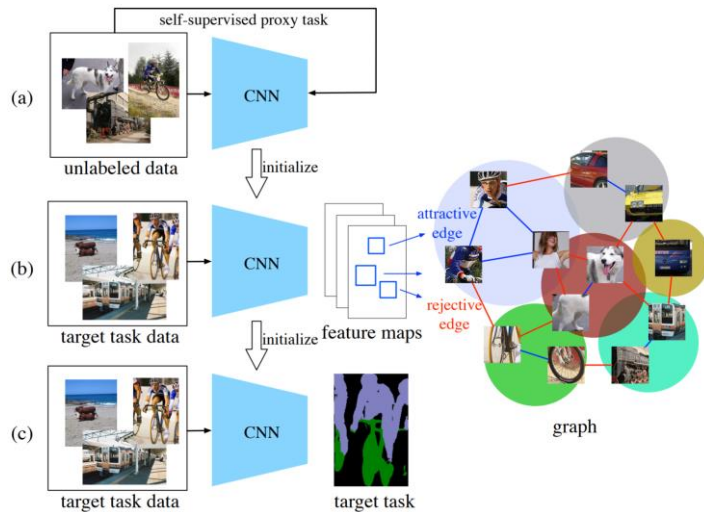 self-supervised proxy task
(a)
CNN
unlabeled data
initialize
(b)
CNN
attractive
edge
rejective
edge
target task data
feature maps
initialize
(c)
CNN
graph
target task data
target task